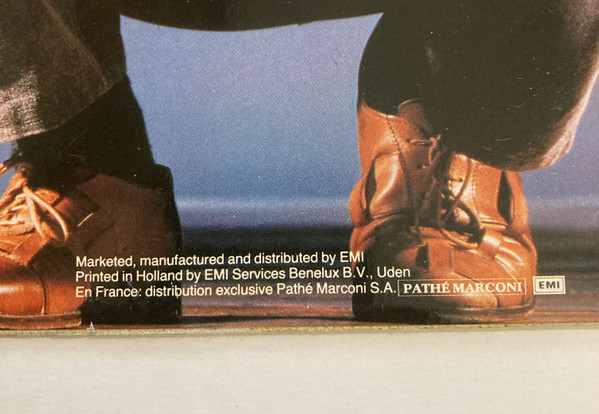 Marketed, manufactured and distributed by EMI
Printed in Holland by EMI Services Benelux B.V., Uden
En France: distribution exclusive Pathé Marconi S.A. PATHÉ MARCONI EMI